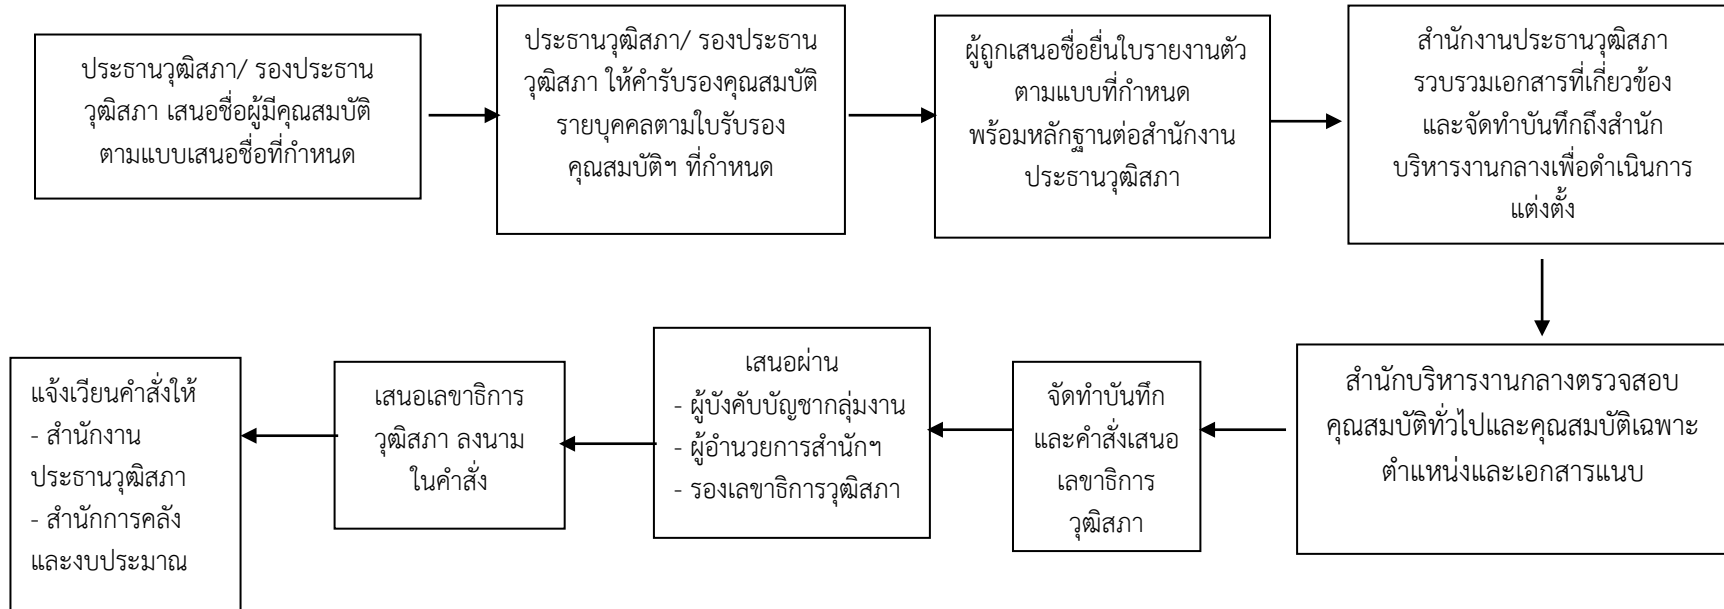 ประธานวุฒิสภา/ รองประธาน
วุฒิสภา เสนอชื่อผู้มีคุณสมบัติ
ตามแบบเสนอชื่อที่กำหนด
ประธานวุฒิสภา/ รองประธาน
วุฒิสภา ให้คำรับรองคุณสมบัติ
รายบุคคลตามใบรับรอง
คุณสมบัติฯ ที่กำหนด
ผู้ถูกเสนอชื่อยื่นใบรายงานตัว
ตามแบบที่กำหนด
พร้อมหลักฐานต่อสำนักงาน
ประธานวุฒิสภา
สำนักงานประธานวุฒิสภา
รวบรวมเอกสารที่เกี่ยวข้อง
และจัดทำบันทึกถึงสำนัก
บริหารงานกลางเพื่อดำเนินการ
แต่งตั้ง
สำนักบริหารงานกลางตรวจสอบ
คุณสมบัติทั่วไปและคุณสมบัติเฉพาะ
ตำแหน่งและเอกสารแนบ
จัดทำบันทึก
และคำสั่งเสนอ
เลขาธิการ
วุฒิสภา
เสนอผ่าน
- ผู้บังคับบัญชากลุ่มงาน
- ผู้อำนวยการสำนักฯ
- รองเลขาธิการวุฒิสภา
เสนอเลขาธิการ
วุฒิสภา ลงนาม
ในคำสั่ง
แจ้งเวียนคำสั่งให้
- สำนักงาน
ประธานวุฒิสภา
- สำนักการคลัง
และงบประมาณ